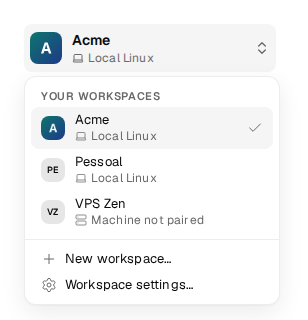 A
Acme
Local Linux
YOUR WORKSPACES
A
Acme
Local Linux
PE
Pessoal
Local Linux
VZ
VPS Zen
Machine not paired
New workspace...
Workspace settings...